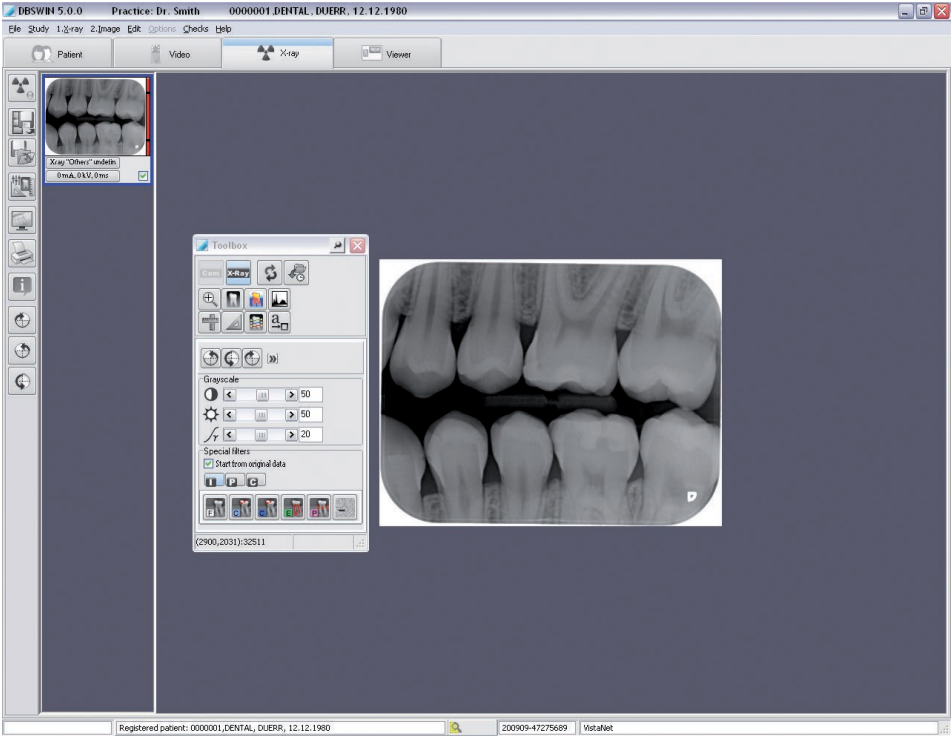 DBSWIN 5.0.0 Practice: Dr. Smith 0000001,DENTAL, DUERR, 12.12.1980
File Study 1.X-ray 2.Image Edit Options Checks Help
Patient Video X-ray Viewer
Xray "Others" undefin
0 mA, 0 kV, 0 ms
Toolbox
Cam X-Ray
a
Grayscale
50
50
20
Special filters
Start from original data
I P C
F C C E P
(2900,2031):32511
Registered patient: 0000001,DENTAL, DUERR, 12.12.1980 200909-47275689 VistaNet